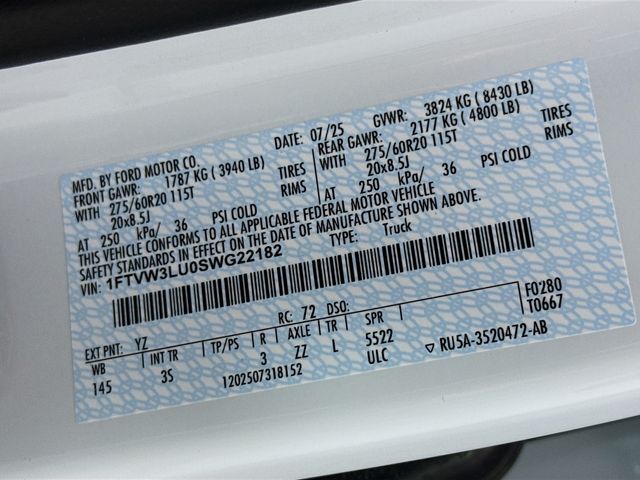 MFD. BY FORD MOTOR CO.
DATE: 07/25 GVWR: 3824 KG ( 8430 LB)
FRONT GAWR: 1787 KG ( 3940 LB) REAR GAWR: 2177 KG ( 4800 LB)
WITH 275/60R20 115T TIRES WITH 275/60R20 115T TIRES
20x8.5J RIMS 20x8.5J RIMS
AT 250 kPa/ 36 PSI COLD AT 250 kPa/ 36 PSI COLD
THIS VEHICLE CONFORMS TO ALL APPLICABLE FEDERAL MOTOR VEHICLE
SAFETY STANDARDS IN EFFECT ON THE DATE OF MANUFACTURE SHOWN ABOVE.
VIN: 1FTVW3LU0SWG22182 TYPE: Truck
F0280
T0667
EXT PNT: YZ RC: 72 DSO:
WB INT TR TP/PS R AXLE TR SPR
145 3S 3 ZZ L 5522 RU5A-3520472-AB
1202507318152 ULC